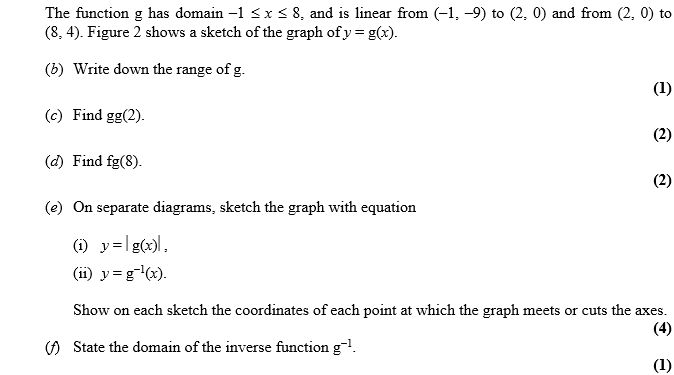 The function g has domain –1 ≤ x ≤ 8, and is linear from (–1, –9) to (2, 0) and from (2, 0) to
(8, 4). Figure 2 shows a sketch of the graph of y = g(x).
(b) Write down the range of g.
(1)
(c) Find gg(2).
(2)
(d) Find fg(8).
(2)
(e) On separate diagrams, sketch the graph with equation
(i) y = | g(x)|,
(ii) y = g⁻¹(x).
Show on each sketch the coordinates of each point at which the graph meets or cuts the axes.
(4)
(f) State the domain of the inverse function g⁻¹.
(1)